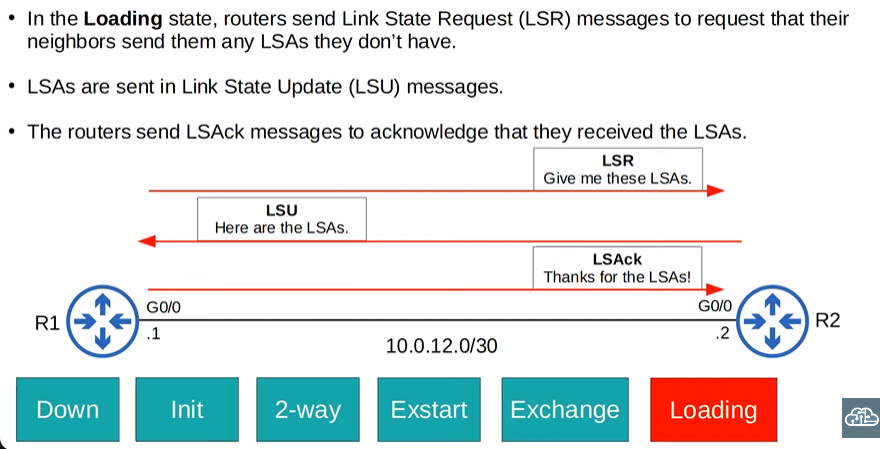 • In the Loading state, routers send Link State Request (LSR) messages to request that their
neighbors send them any LSAs they don't have.
• LSAs are sent in Link State Update (LSU) messages.
• The routers send LSAck messages to acknowledge that they received the LSAs.
LSR
Give me these LSAs.
LSU
Here are the LSAs.
LSAck
Thanks for the LSAs!
R1
G0/0
.1
10.0.12.0/30
G0/0
.2
R2
Down
Init
2-way
Exstart
Exchange
Loading